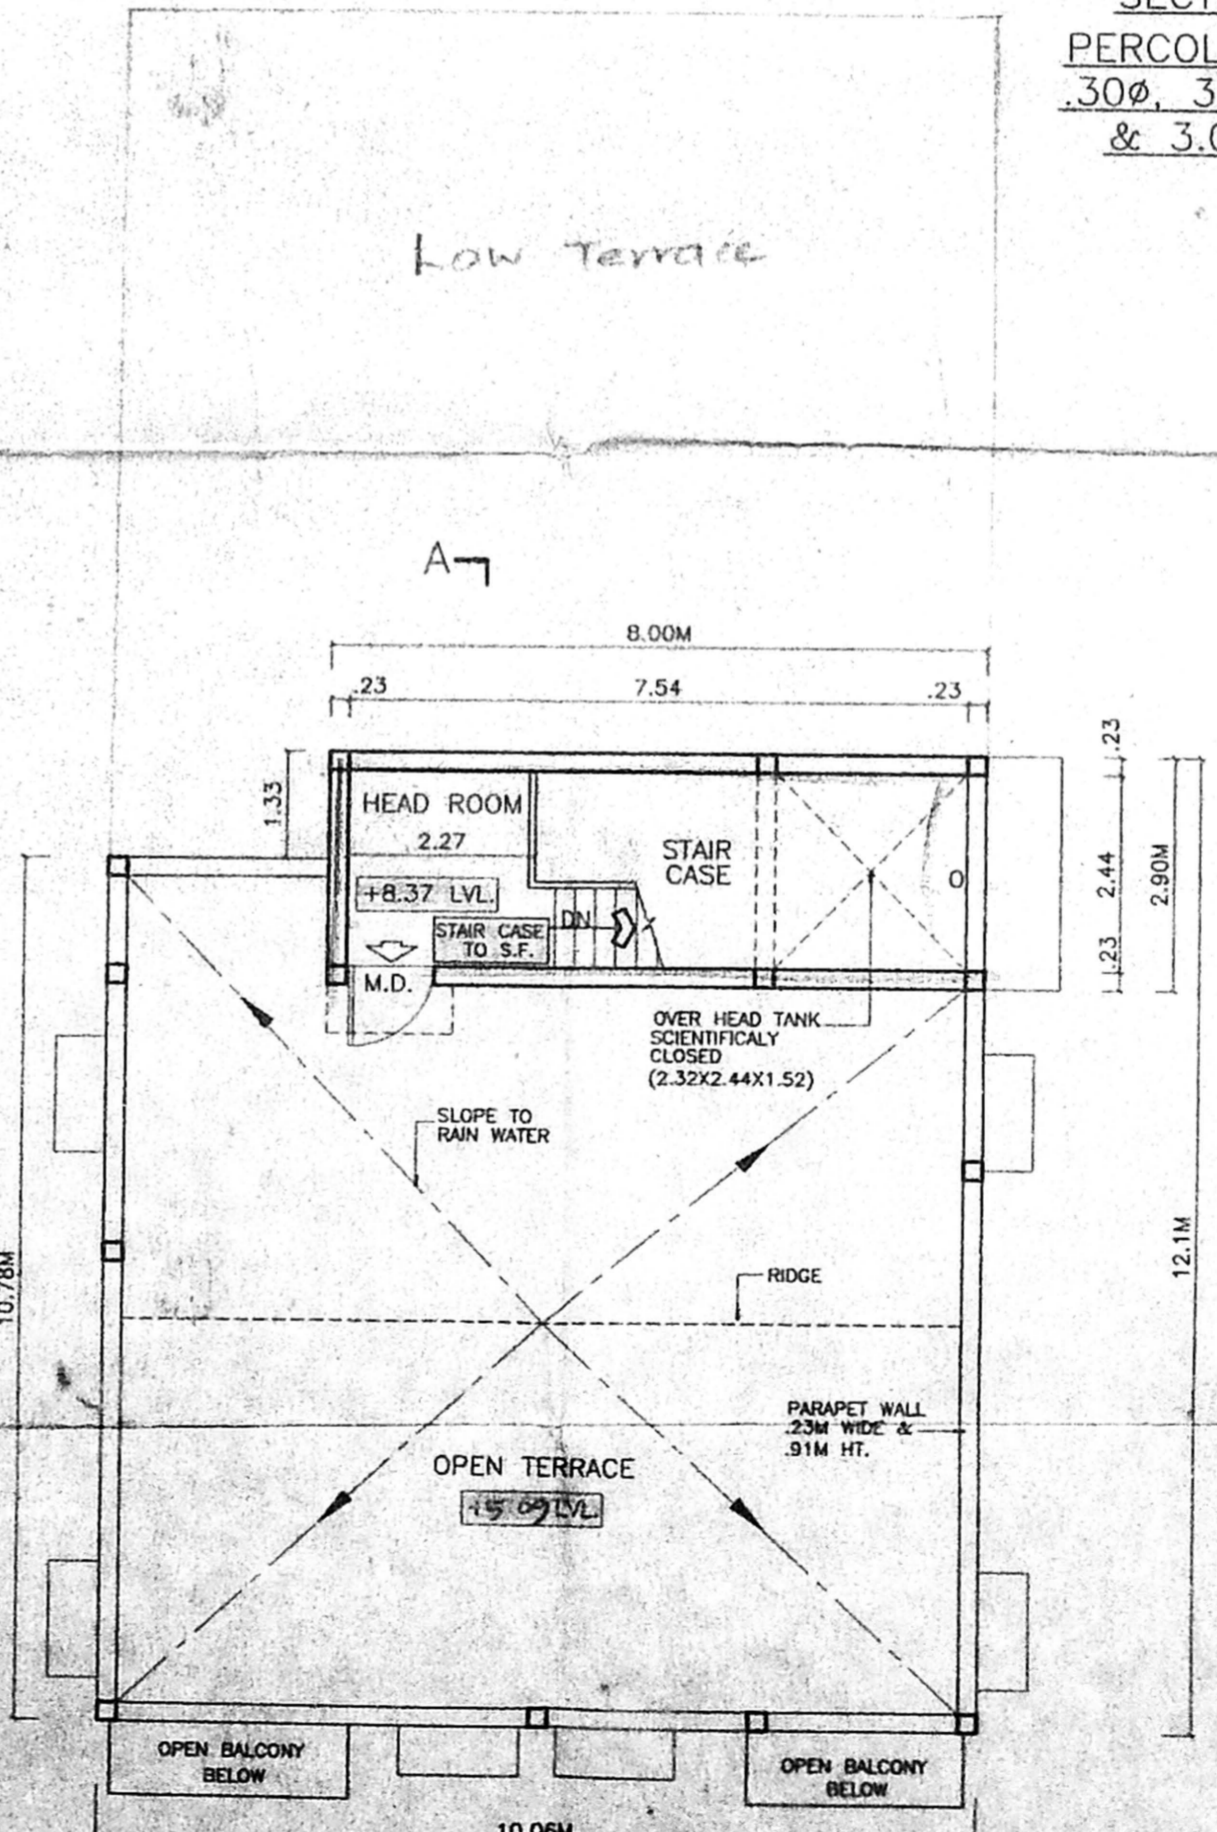 PERCOL
.30ø, 3
& 3.0
Low Terrace
A
8.00M
.23
7.54
.23
.23
1.33
HEAD ROOM
2.27
STAIR
CASE
2.44
2.90M
+8.37 LVL.
STAIR CASE
TO S.F.
DN
O
.23
M.D.
OVER HEAD TANK
SCIENTIFICALY
CLOSED
(2.32X2.44X1.52)
SLOPE TO
RAIN WATER
RIDGE
12.1M
10.78M
PARAPET WALL
.23M WIDE &
.91M HT.
OPEN TERRACE
LVL.
OPEN BALCONY
BELOW
OPEN BALCONY
BELOW
10.06M